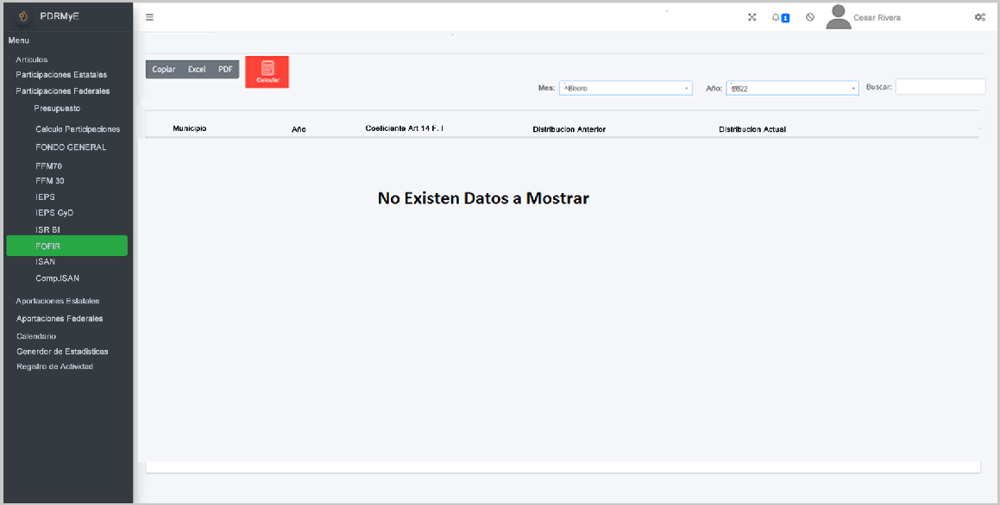 PDRMyE
1
Cesar Rivera
Menu
Articulos
Participaciones Estatales
Participaciones Federales
Presupuesto
Calculo Participaciones
FONDO GENERAL
FFM70
FFM 30
IEPS
IEPS GyD
ISR BI
FOFIR
ISAN
Comp.ISAN
Aportaciones Estatales
Aportaciones Federales
Calendario
Generdor de Estadisticas
Registro de Actividad
Copiar Excel PDF
Calcular
Mes: Enero Año: 2022 Buscar:
Municipio Año Coeficiente Art 14 F. I Distribucion Anterior Distribucion Actual
No Existen Datos a Mostrar